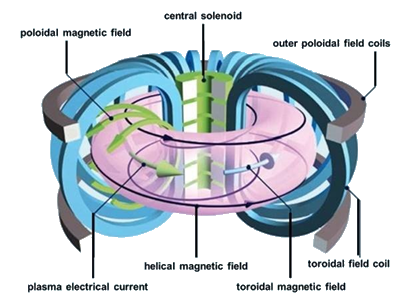 central solenoid
poloidal magnetic field
outer poloidal field coils
helical magnetic field
toroidal field coil
plasma electrical current
toroidal magnetic field